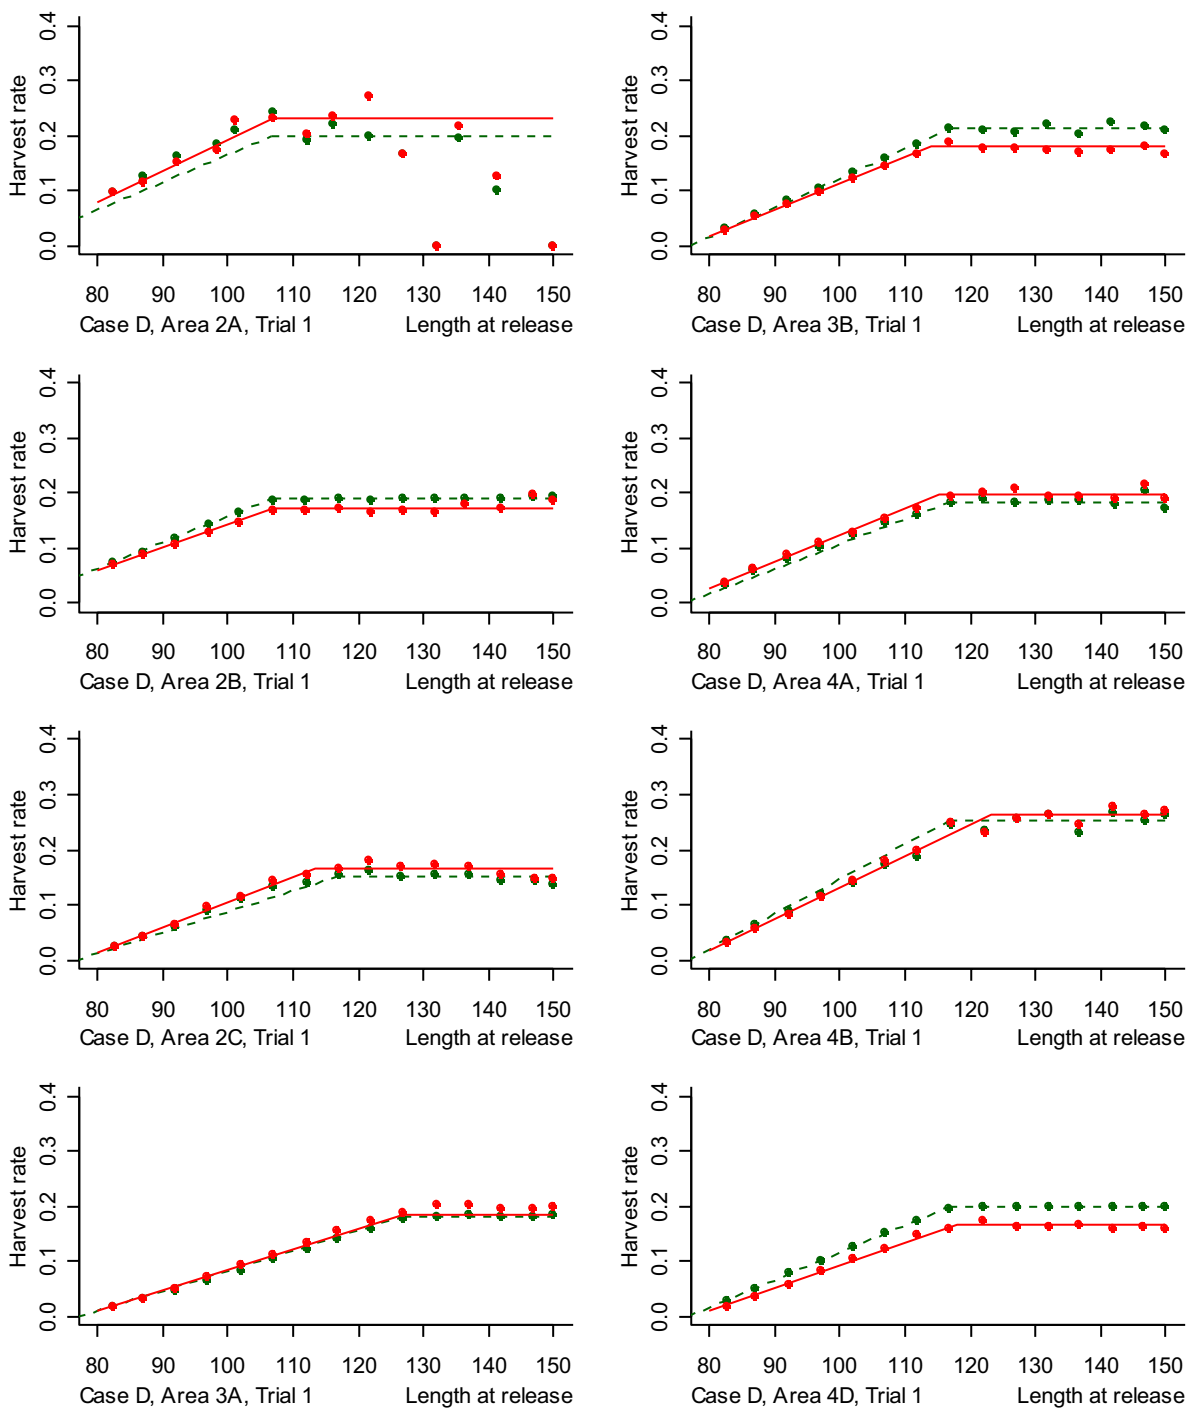 Harvest rate
0.0 0.1 0.2 0.3 0.4
80 90 100 110 120 130 140 150
Case D, Area 2A, Trial 1 Length at release
Harvest rate
0.0 0.1 0.2 0.3 0.4
80 90 100 110 120 130 140 150
Case D, Area 3B, Trial 1 Length at release
Harvest rate
0.0 0.1 0.2 0.3 0.4
80 90 100 110 120 130 140 150
Case D, Area 2B, Trial 1 Length at release
Harvest rate
0.0 0.1 0.2 0.3 0.4
80 90 100 110 120 130 140 150
Case D, Area 4A, Trial 1 Length at release
Harvest rate
0.0 0.1 0.2 0.3 0.4
80 90 100 110 120 130 140 150
Case D, Area 2C, Trial 1 Length at release
Harvest rate
0.0 0.1 0.2 0.3 0.4
80 90 100 110 120 130 140 150
Case D, Area 4B, Trial 1 Length at release
Harvest rate
0.0 0.1 0.2 0.3 0.4
80 90 100 110 120 130 140 150
Case D, Area 3A, Trial 1 Length at release
Harvest rate
0.0 0.1 0.2 0.3 0.4
80 90 100 110 120 130 140 150
Case D, Area 4D, Trial 1 Length at release